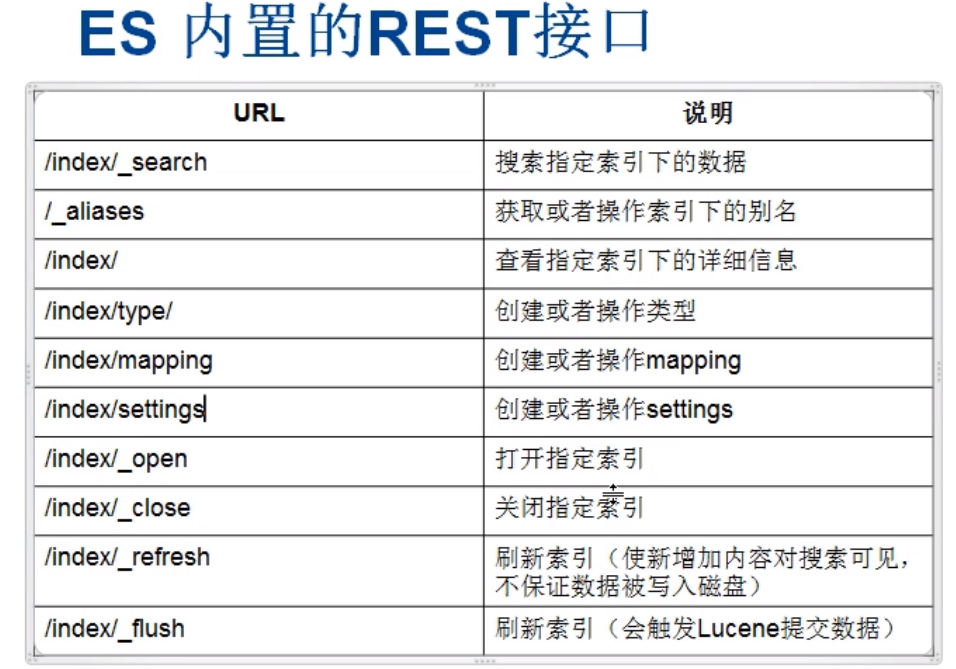 ES 内置的REST接口
URL 说明
/index/_search 搜索指定索引下的数据
/_aliases 获取或者操作索引下的别名
/index/ 查看指定索引下的详细信息
/index/type/ 创建或者操作类型
/index/mapping 创建或者操作mapping
/index/settings 创建或者操作settings
/index/_open 打开指定索引
/index/_close 关闭指定索引
/index/_refresh 刷新索引（使新增加内容对搜索可见，
不保证数据被写入磁盘）
/index/_flush 刷新索引（会触发Lucene提交数据）